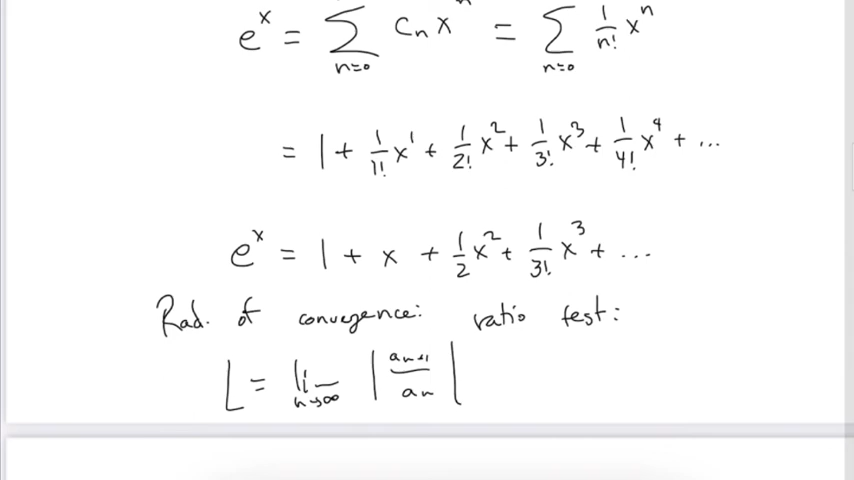 e^x = ∑_{n=0} C_n x^n = ∑_{n=0} 1/n! x^n
= 1 + 1/1! x^1 + 1/2! x^2 + 1/3! x^3 + 1/4! x^4 + ...
e^x = 1 + x + 1/2 x^2 + 1/3! x^3 + ...
Rad. of convergence: ratio test:
L = lim_{n→∞} | a_{n+1} / a_n |